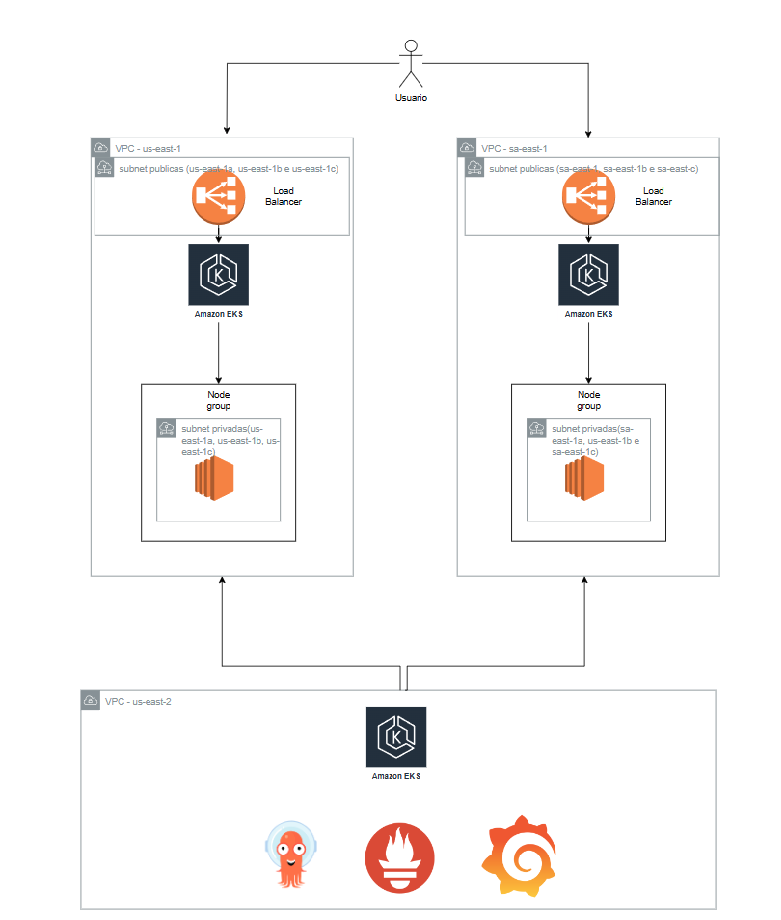 Usuario
VPC - us-east-1
subnet publicas (us-east-1a, us-east-1b e us-east-1c)
Load
Balancer
Amazon EKS
Node
group
subnet privadas(us-
east-1a, us-east-1b, us-
east-1c)
VPC - sa-east-1
subnet publicas (sa-east-1, sa-east-1b e sa-east-c)
Load
Balancer
Amazon EKS
Node
group
subnet privadas(sa-
east-1a, us-east-1b e
sa-east-1c)
VPC - us-east-2
Amazon EKS